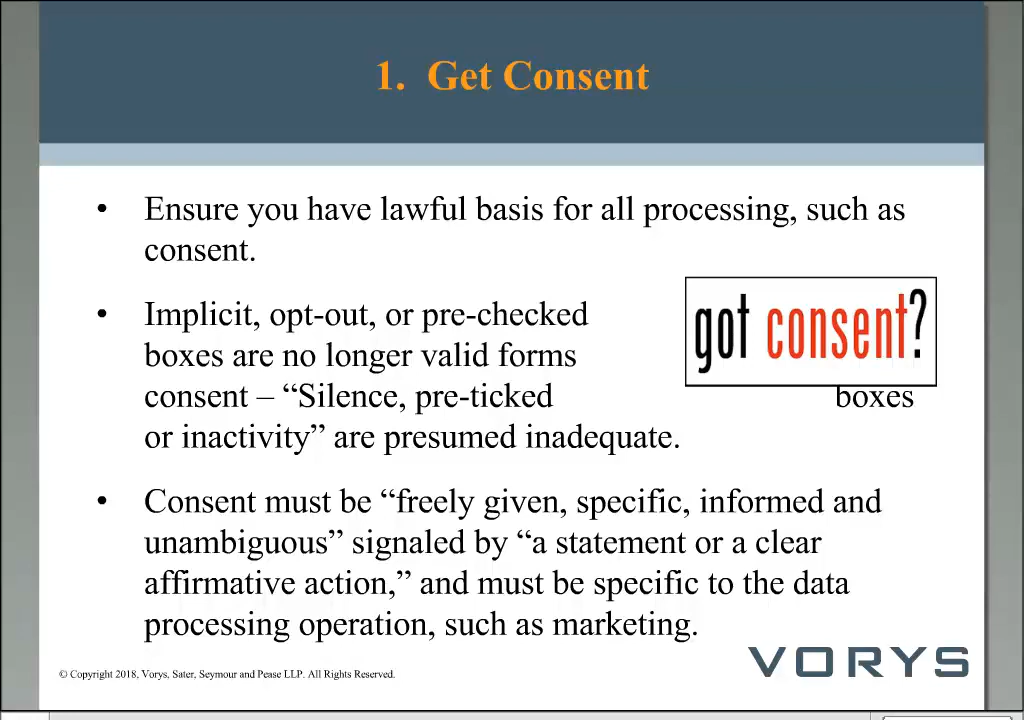 1. Get Consent
• Ensure you have lawful basis for all processing, such as
consent.
• Implicit, opt-out, or pre-checked
boxes are no longer valid forms
consent – “Silence, pre-ticked boxes
or inactivity” are presumed inadequate.
got consent?
• Consent must be “freely given, specific, informed and
unambiguous” signaled by “a statement or a clear
affirmative action,” and must be specific to the data
processing operation, such as marketing.
© Copyright 2018, Vorys, Sater, Seymour and Pease LLP. All Rights Reserved.
VORYS